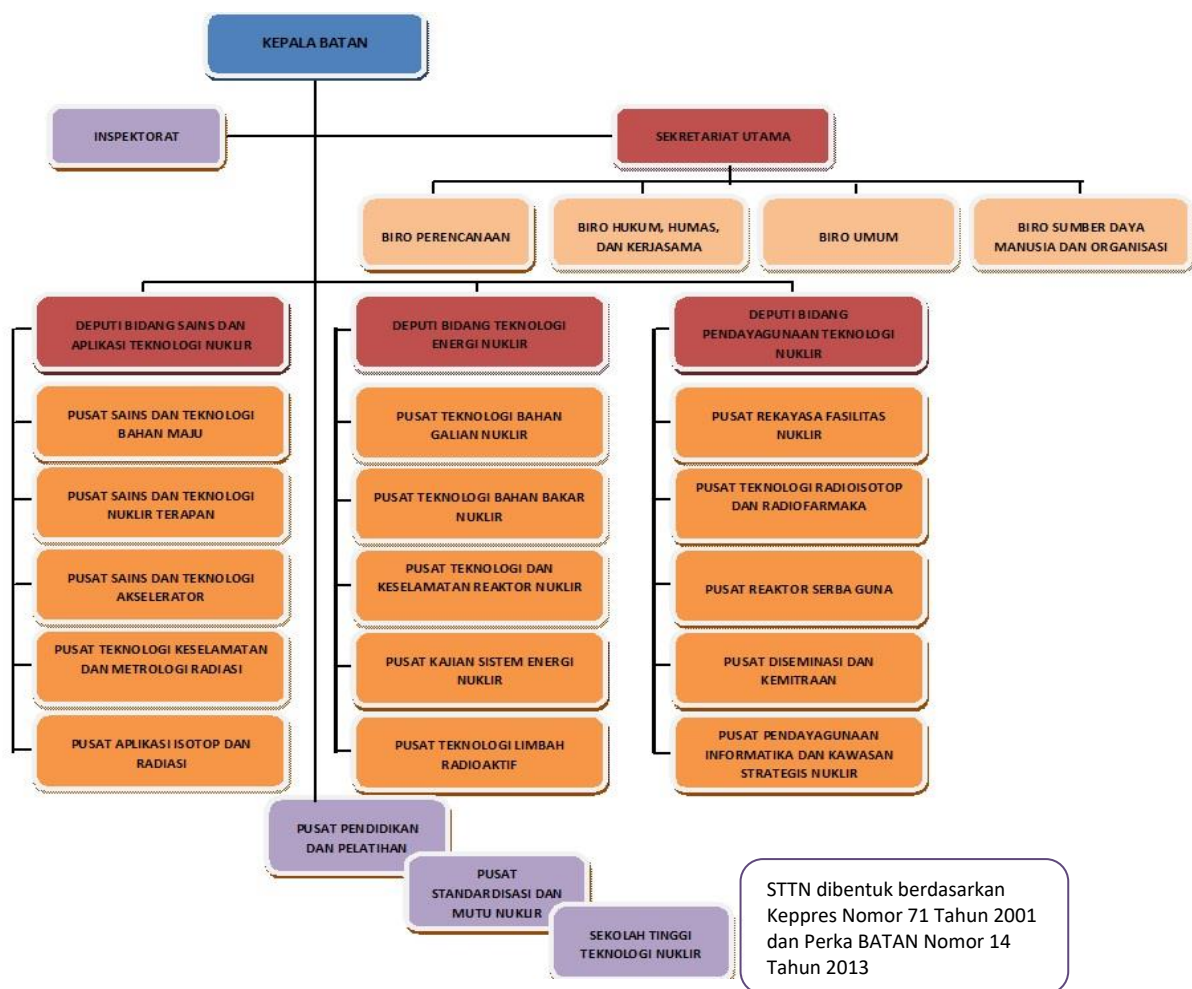 KEPALA BATAN
INSPEKTORAT
SEKRETARIAT UTAMA
BIRO PERENCANAAN
BIRO HUKUM, HUMAS,
DAN KERJASAMA
BIRO UMUM
BIRO SUMBER DAYA
MANUSIA DAN ORGANISASI
DEPUTI BIDANG SAINS DAN
APLIKASI TEKNOLOGI NUKLIR
DEPUTI BIDANG TEKNOLOGI
ENERGI NUKLIR
DEPUTI BIDANG
PENDAYAGUNAAN TEKNOLOGI
NUKLIR
PUSAT SAINS DAN TEKNOLOGI
BAHAN MAJU
PUSAT TEKNOLOGI BAHAN
GALIAN NUKLIR
PUSAT REKAYASA FASILITAS
NUKLIR
PUSAT SAINS DAN TEKNOLOGI
NUKLIR TERAPAN
PUSAT TEKNOLOGI BAHAN BAKAR
NUKLIR
PUSAT TEKNOLOGI RADIOISOTOP
DAN RADIOFARMAKA
PUSAT SAINS DAN TEKNOLOGI
AKSELERATOR
PUSAT TEKNOLOGI DAN
KESELAMATAN REAKTOR NUKLIR
PUSAT REAKTOR SERBA GUNA
PUSAT TEKNOLOGI KESELAMATAN
DAN METROLOGI RADIASI
PUSAT KAJIAN SISTEM ENERGI
NUKLIR
PUSAT DISEMINASI DAN
KEMITRAAN
PUSAT APLIKASI ISOTOP DAN
RADIASI
PUSAT TEKNOLOGI LIMBAH
RADIOAKTIF
PUSAT PENDAYAGUNAAN
INFORMATIKA DAN KAWASAN
STRATEGIS NUKLIR
PUSAT PENDIDIKAN
DAN PELATIHAN
PUSAT
STANDARDISASI DAN
MUTU NUKLIR
SEKOLAH TINGGI
TEKNOLOGI NUKLIR
STTN dibentuk berdasarkan
Keppres Nomor 71 Tahun 2001
dan Perka BATAN Nomor 14
Tahun 2013